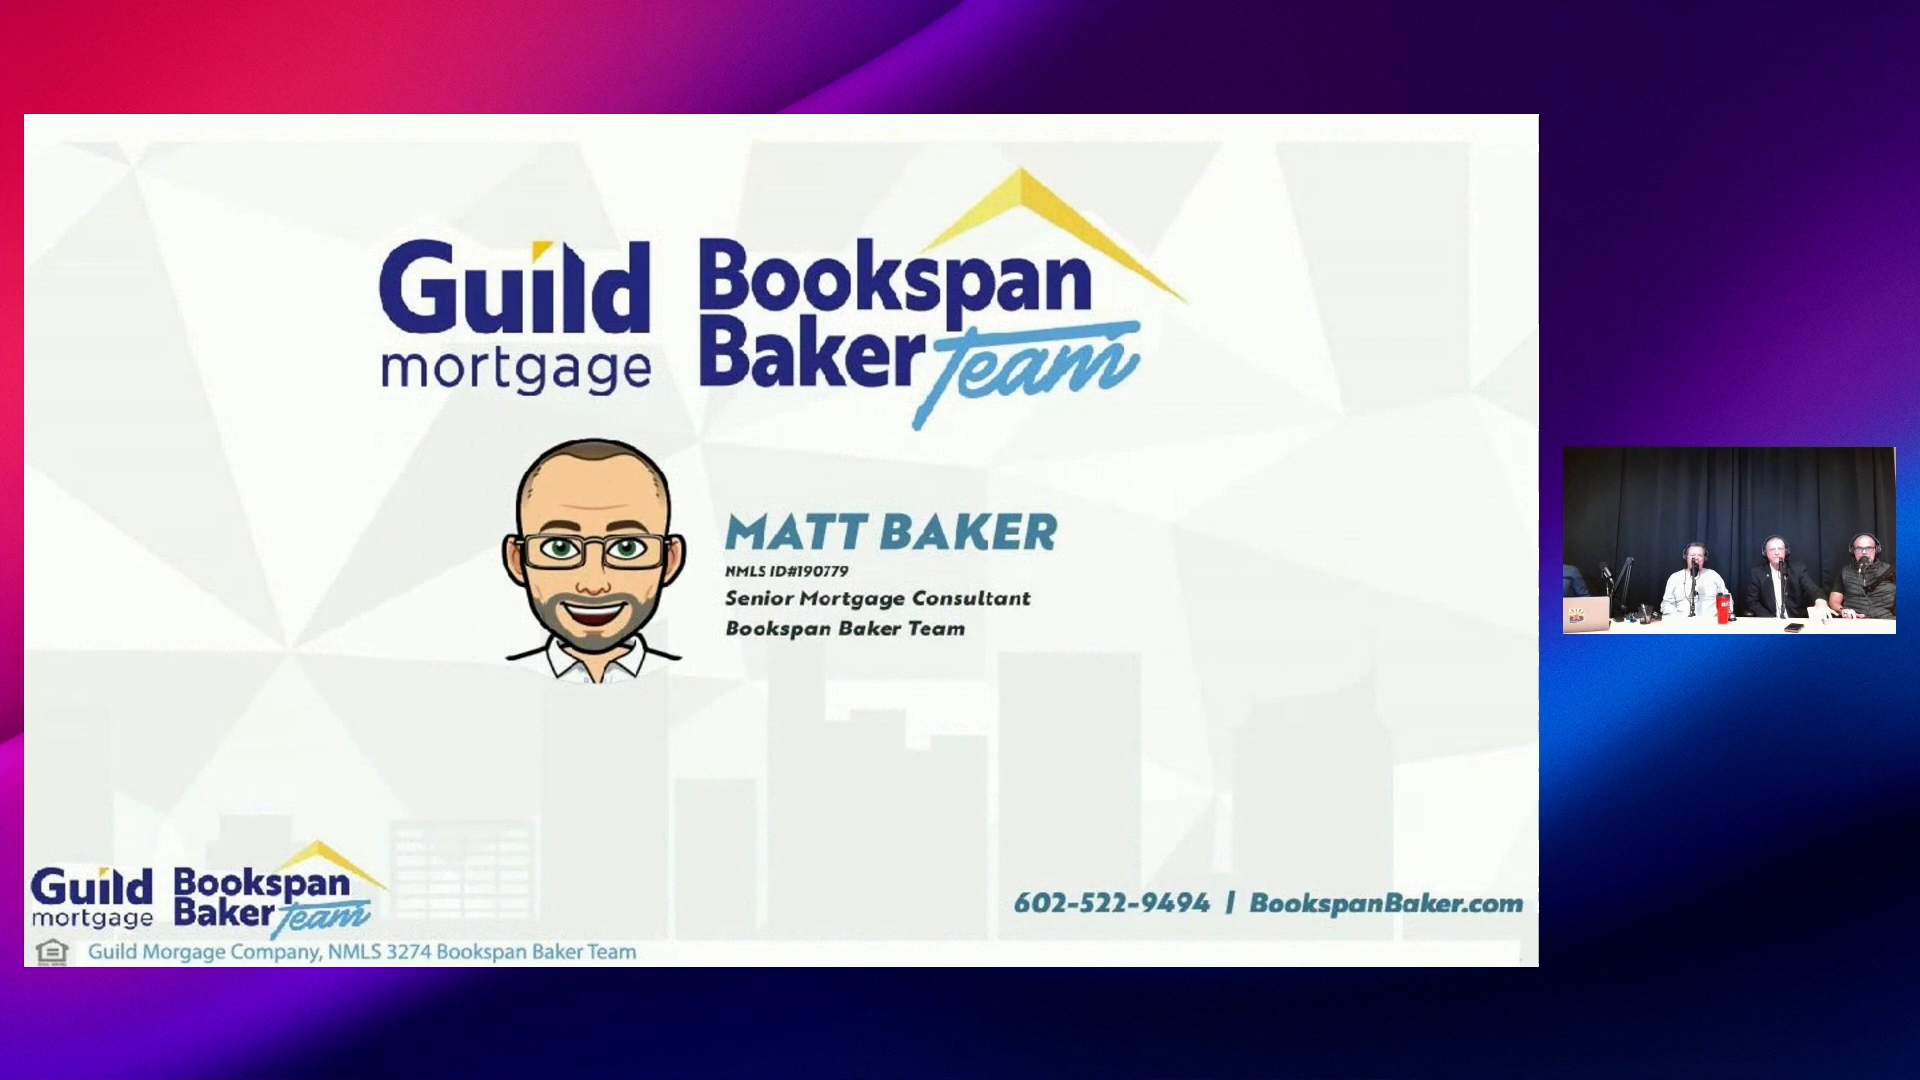 Guild
mortgage
Bookspan
Baker Team
MATT BAKER
NMLS ID#190779
Senior Mortgage Consultant
Bookspan Baker Team
Guild
mortgage
Bookspan
Baker Team
602-522-9494 | BookspanBaker.com
Guild Morgage Company, NMLS 3274 Bookspan Baker Team